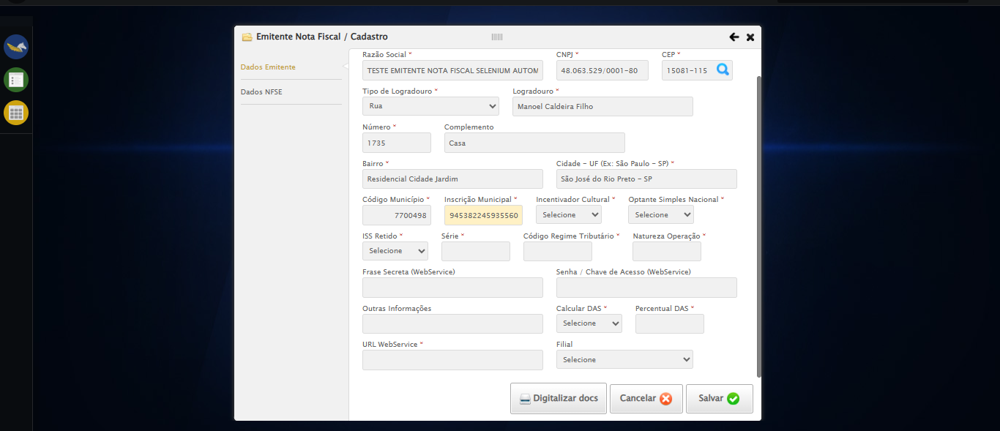 Emitente Nota Fiscal / Cadastro
Dados Emitente
Dados NFSE
Razão Social * CNPJ * CEP *
TESTE EMITENTE NOTA FISCAL SELENIUM AUTOM 48.063.529/0001-80 15081-115
Tipo de Logradouro * Logradouro *
Rua Manoel Caldeira Filho
Número * Complemento
1735 Casa
Bairro * Cidade - UF (Ex: São Paulo - SP) *
Residencial Cidade Jardim São José do Rio Preto - SP
Código Município * Inscrição Municipal * Incentivador Cultural * Optante Simples Nacional *
7700498 945382245935560 Selecione Selecione
ISS Retido * Série * Código Regime Tributário * Natureza Operação *
Selecione
Frase Secreta (WebService) Senha / Chave de Acesso (WebService)
Outras Informações Calcular DAS * Percentual DAS *
Selecione
URL WebService * Filial
Selecione
Digitalizar docs Cancelar Salvar